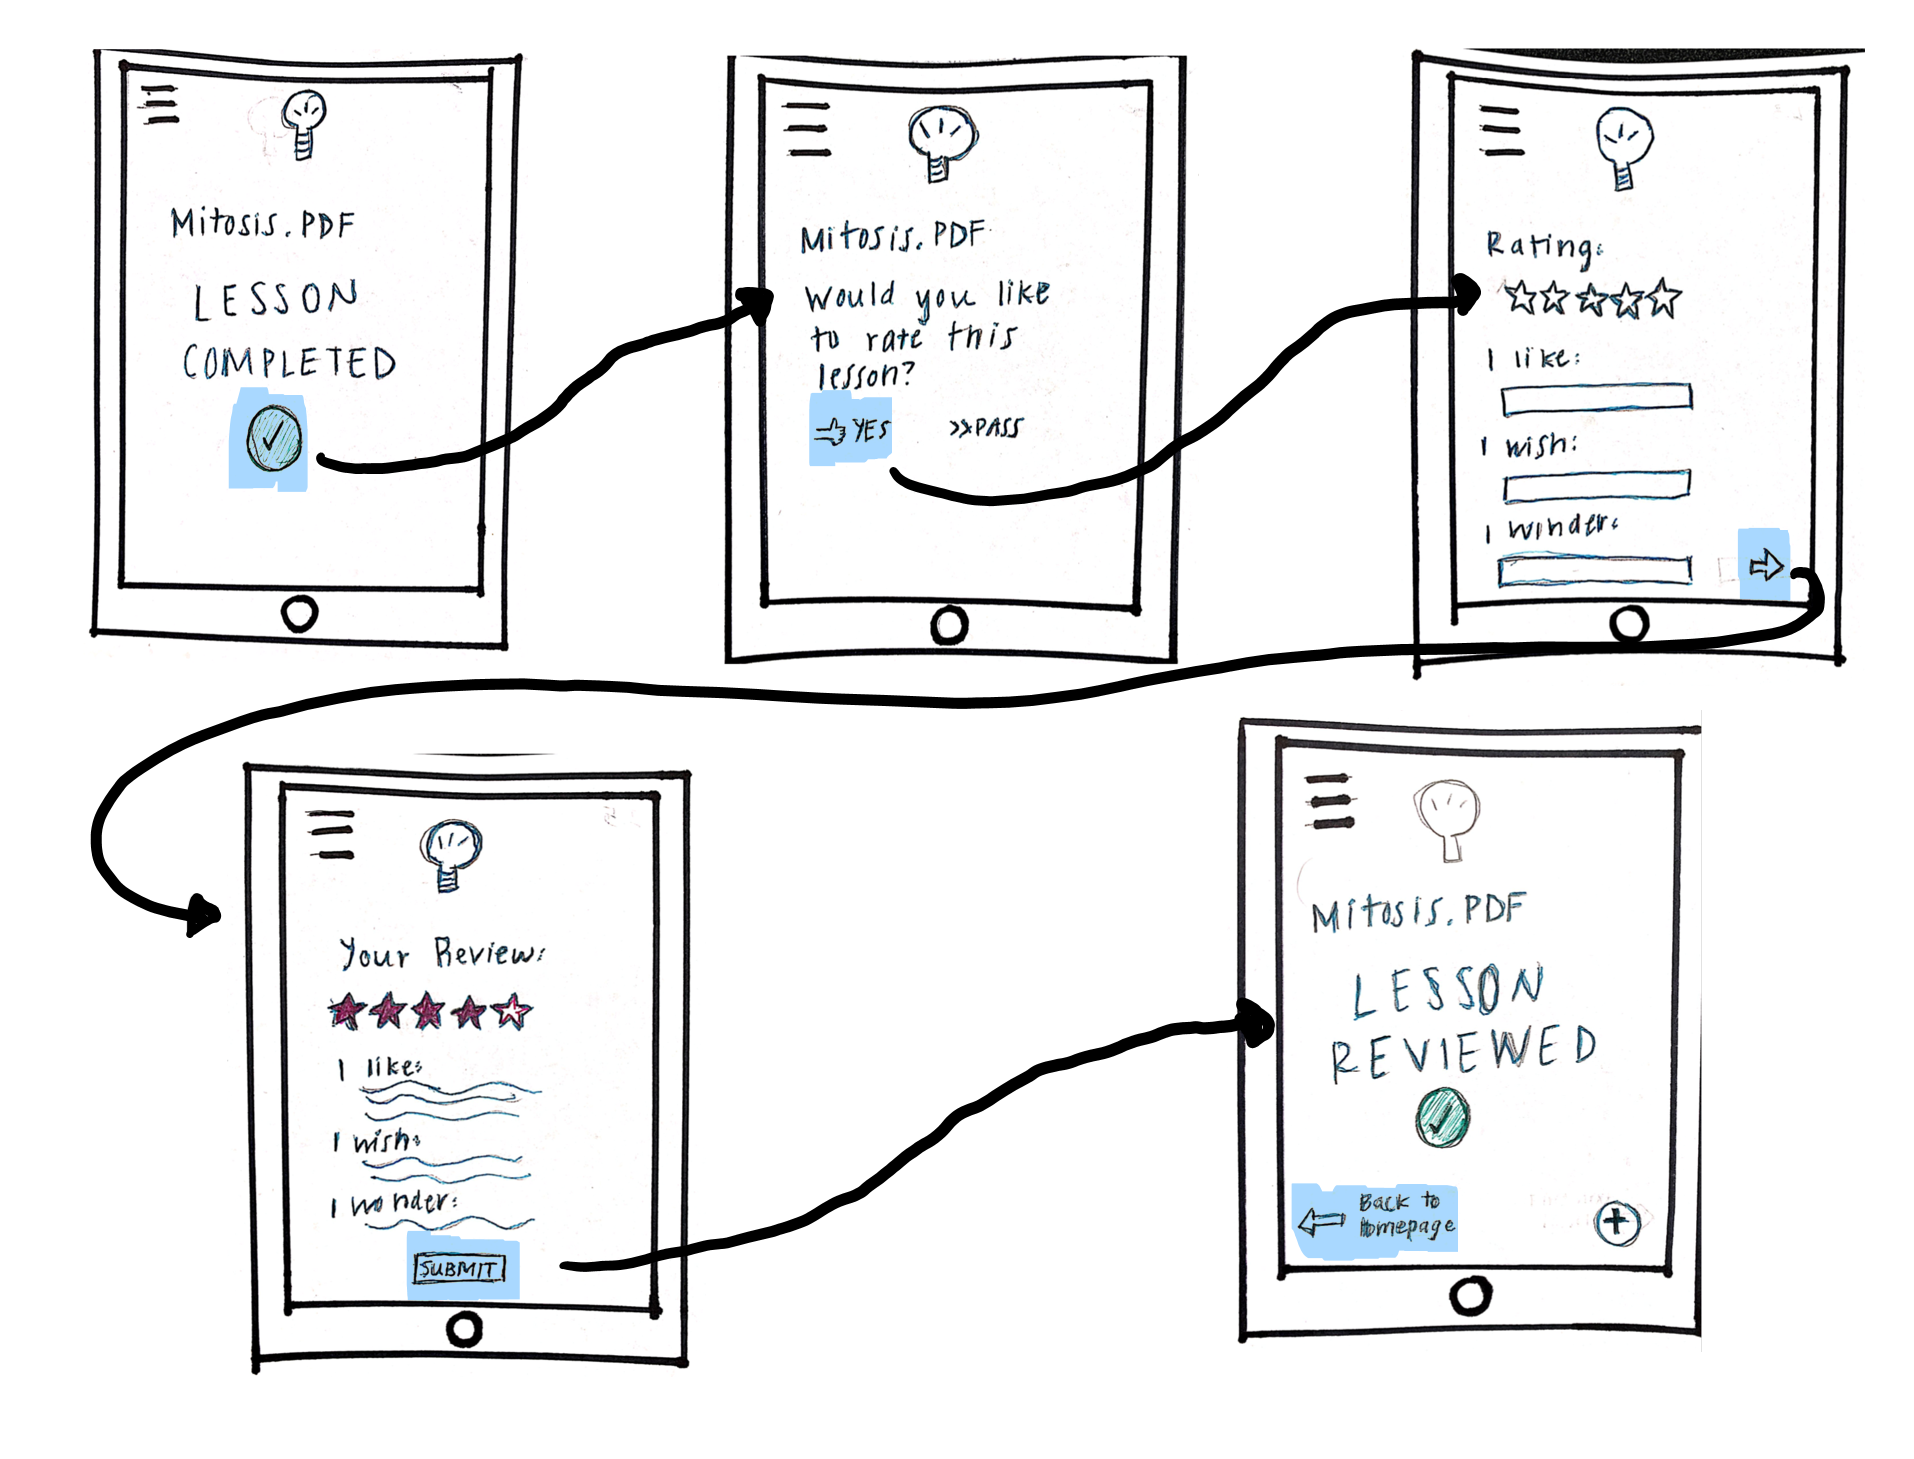 Mitosis.PDF
LESSON
COMPLETED
Mitosis.PDF
Would you like
to rate this
lesson?
YES
>>PASS
Rating:
I like:
I wish:
I wonder:
Your Review:
I like:
I wish:
I wonder:
SUBMIT
Mitosis.PDF
LESSON
REVIEWED
Back to
Homepage